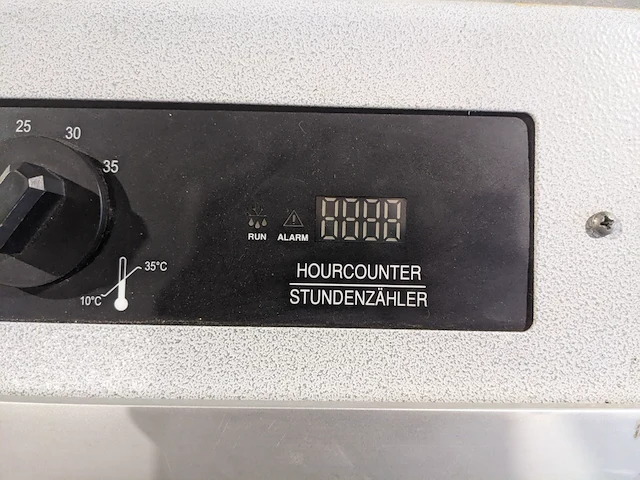 25 30 35
35°C
10°C
RUN ALARM
8888
HOURCOUNTER
STUNDENZÄHLER